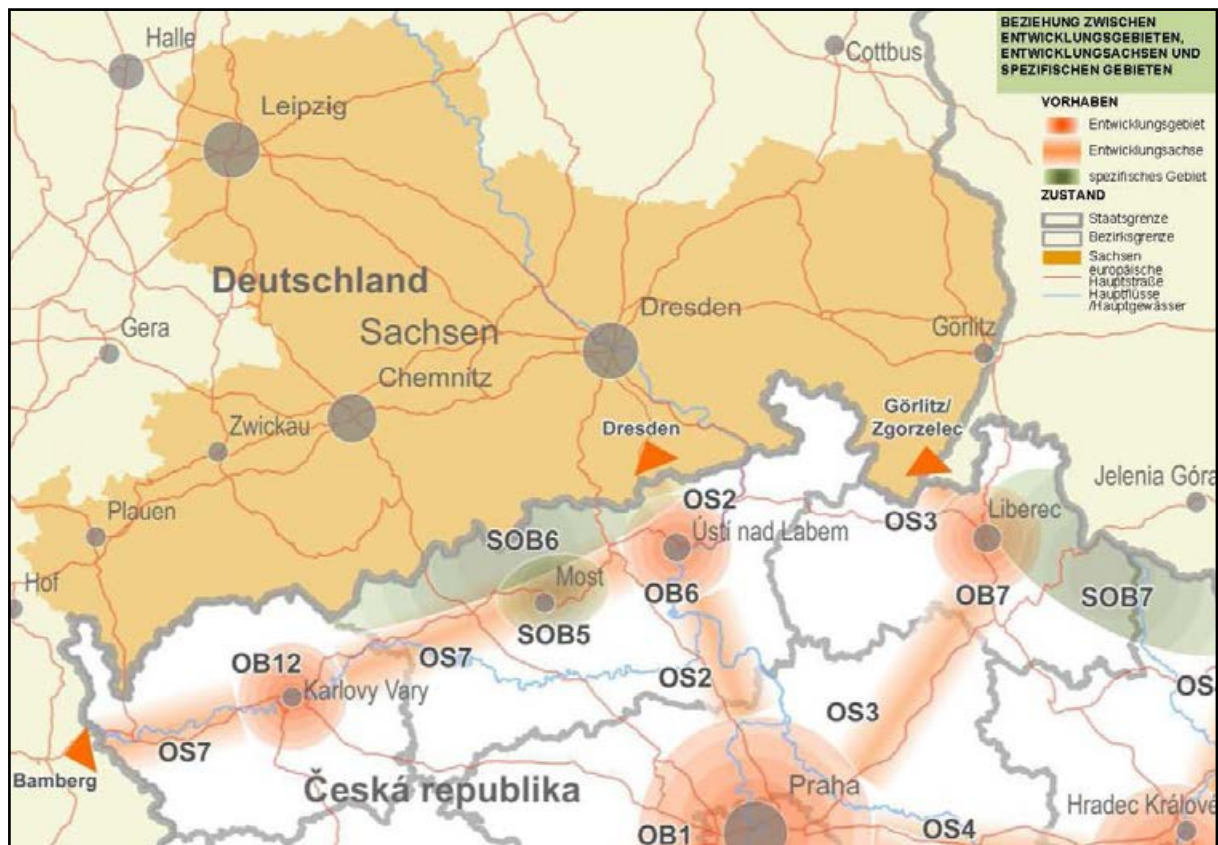 BEZIEHUNG ZWISCHEN
ENTWICKLUNGSGEBIETEN,
ENTWICKLUNGSACHSEN UND
SPEZIFISCHEN GEBIETEN
VORHABEN
Entwicklungsgebiet
Entwicklungsachse
spezifisches Gebiet
ZUSTAND
Staatsgrenze
Bezirksgrenze
Sachsen
europäische
Hauptstraße
Hauptflüsse
/Hauptgewässer
Halle
Cottbus
Leipzig
Deutschland
Dresden
Gera
Sachsen
Görlitz
Chemnitz
Zwickau
Dresden
Görlitz/
Zgorzelec
Jelenia Góra
Plauen
OS2
OS3
Liberec
SOB6
Ústí nad Labem
Most
Hof
OB6
OB7
SOB7
SOB5
OB12
OS7
OS2
Karlovy Vary
OS
OS3
OS7
Bamberg
Česká republika
Praha
Hradec Králové
OB1
OS4